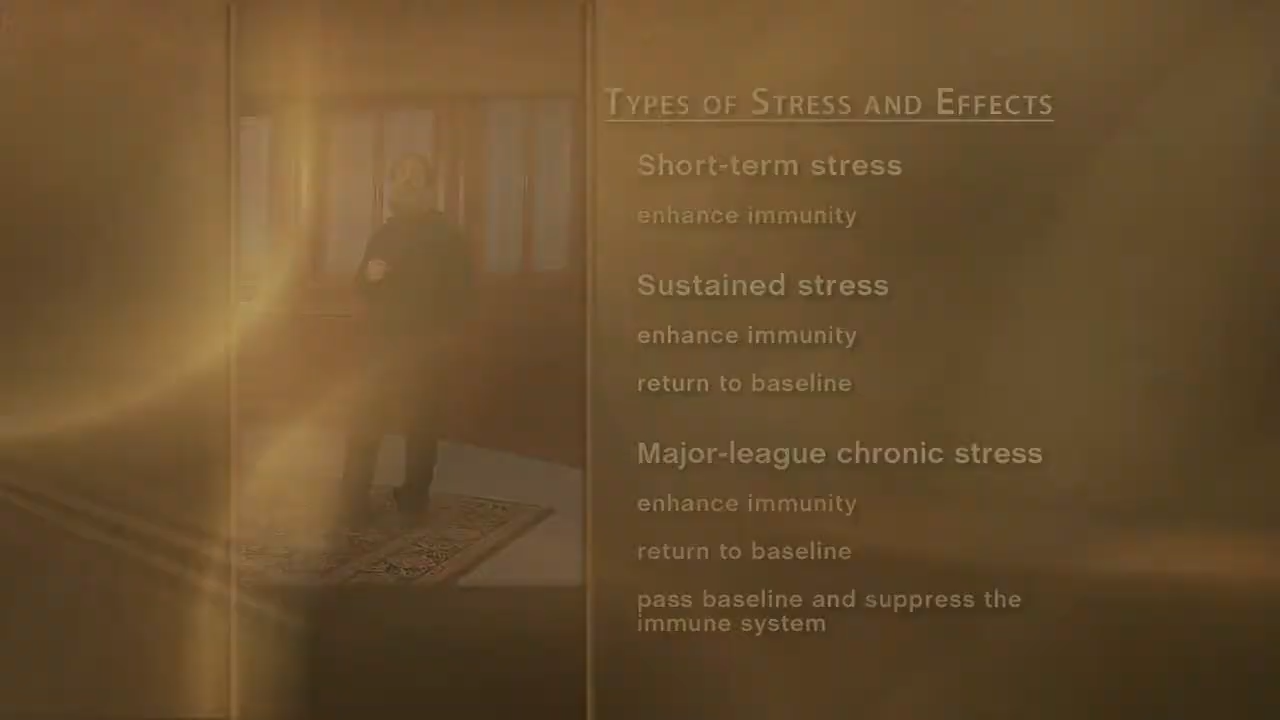 Types of Stress and Effects
Short-term stress
enhance immunity
Sustained stress
enhance immunity
return to baseline
Major-league chronic stress
enhance immunity
return to baseline
pass baseline and suppress the
immune system